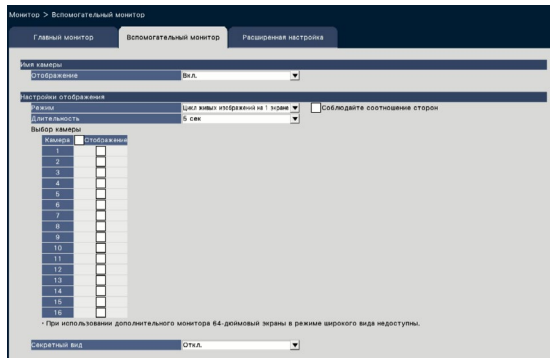 Монитор > Вспомогательный монитор
Главный монитор Вспомогательный монитор Расширенная настройка
Имя камеры
Отображение Вкл.
Настройки отображения
Режим Цикл живых изображений на 1 экране Соблюдайте соотношение сторон
Длительность 5 сек
Выбор камеры
Камера Отображение
1
2
3
4
5
6
7
8
9
10
11
12
13
14
15
16
• При использовании дополнительного монитора 64-дюймовый экраны в режиме широкого вида недоступны.
Секретный вид Откл.